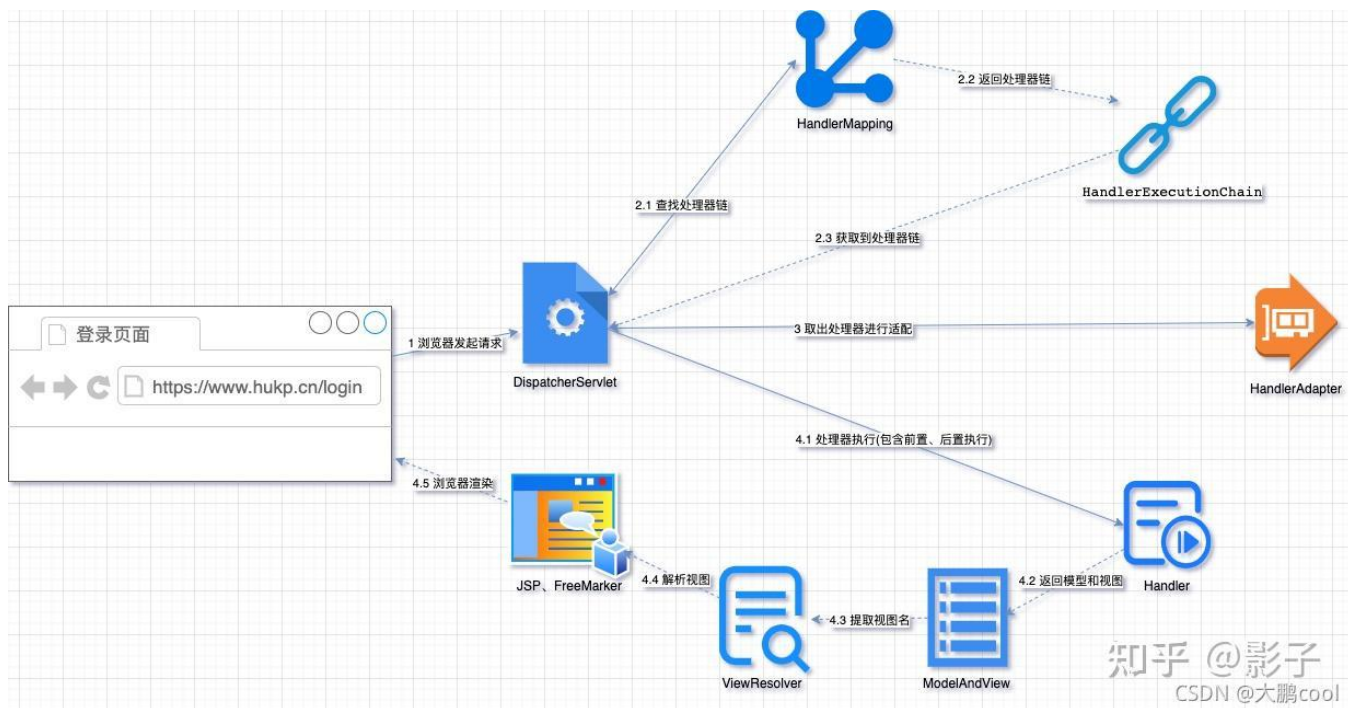 HandlerMapping
2.2 返回处理器链
HandlerExecutionChain
2.1 查找处理器链
2.3 获取到处理器链
登录页面
https://www.hukp.cn/login
1 浏览器发起请求
DispatcherServlet
3 取出处理器进行适配
HandlerAdapter
4.1 处理器执行(包含前置、后置执行)
4.5 浏览器渲染
JSP、FreeMarker
4.4 解析视图
ViewResolver
4.3 提取视图名
ModelAndView
4.2 返回模型和视图
Handler
知乎 @影子
CSDN @大鹏cool